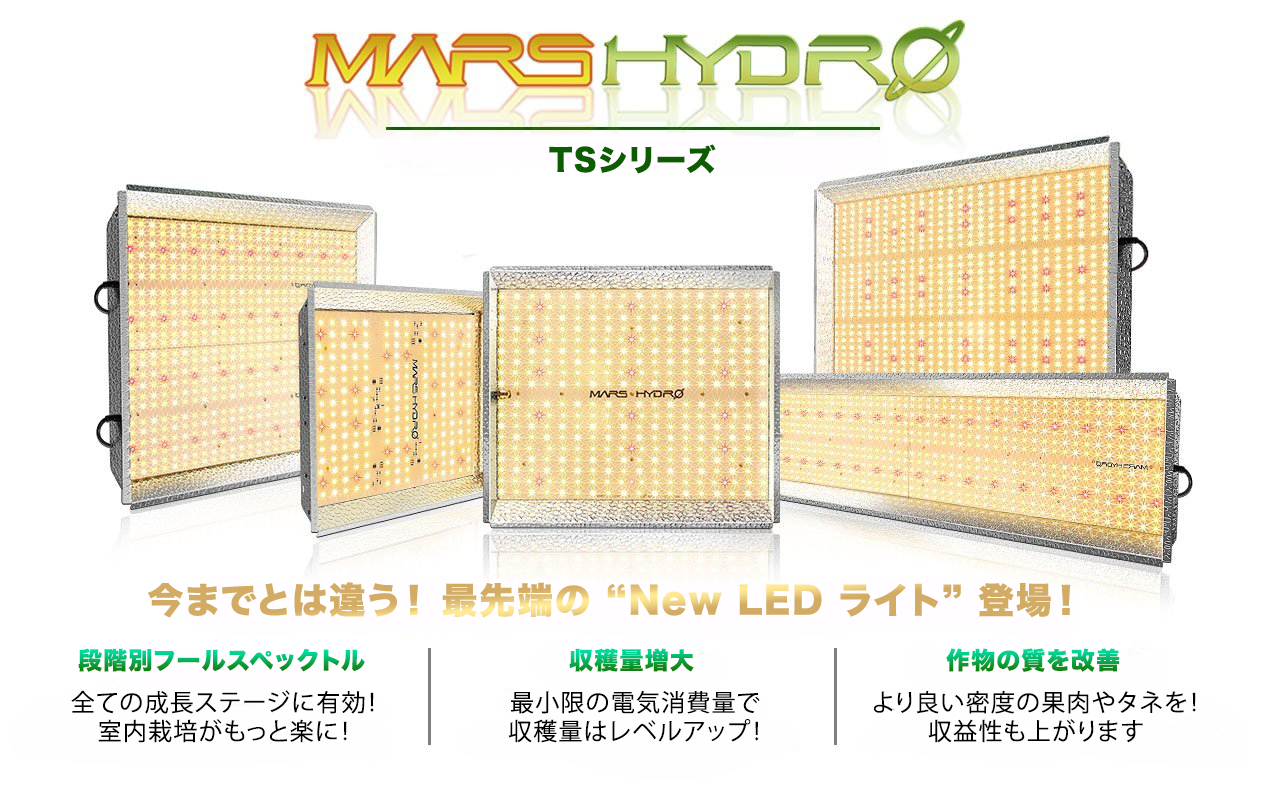 MARS HYDRO
TSシリーズ
MARS HYDRO
MARS HYDRO
MARS HYDRO
今までとは違う！最先端の“New LED ライト”登場！
段階別フールスペックトル
全ての成長ステージに有効！
室内栽培がもっと楽に！
収穫量増大
最小限の電気消費量で
収穫量はレベルアップ！
作物の質を改善
より良い密度の果肉やタネを！
収益性も上がります